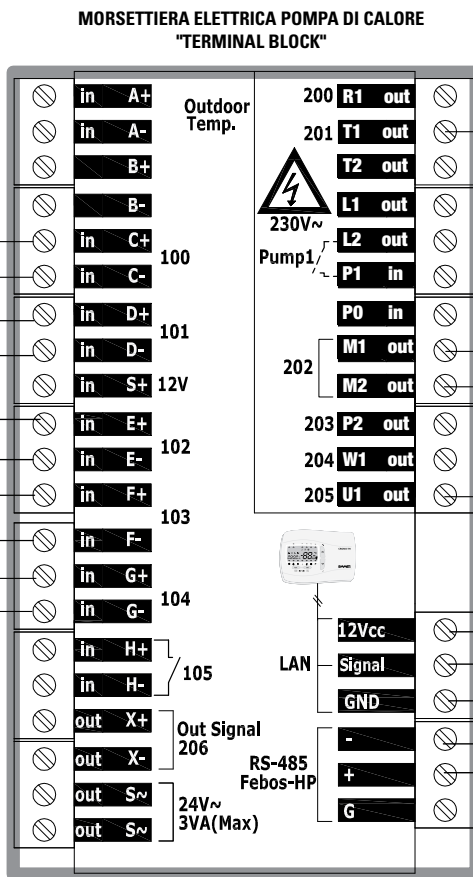 MORSETTIERA ELETTRICA POMPA DI CALORE
"TERMINAL BLOCK"
in A+
in A-
B+
B-
in C+
in C-
in D+
in D-
in S+
in E+
in E-
in F+
in F-
in G+
in G-
in H+
in H-
out X+
out X-
out S~
out S~
Outdoor
Temp.
100
101
12V
102
103
104
105
Out Signal
206
24V~
3VA(Max)
200 R1 out
201 T1 out
T2 out
L1 out
L2 out
P1 in
P0 in
M1 out
M2 out
203 P2 out
204 W1 out
205 U1 out
230V~
Pump1
202
LAN
12Vcc
Signal
GND
RS-485
Febos-HP
-
+
G